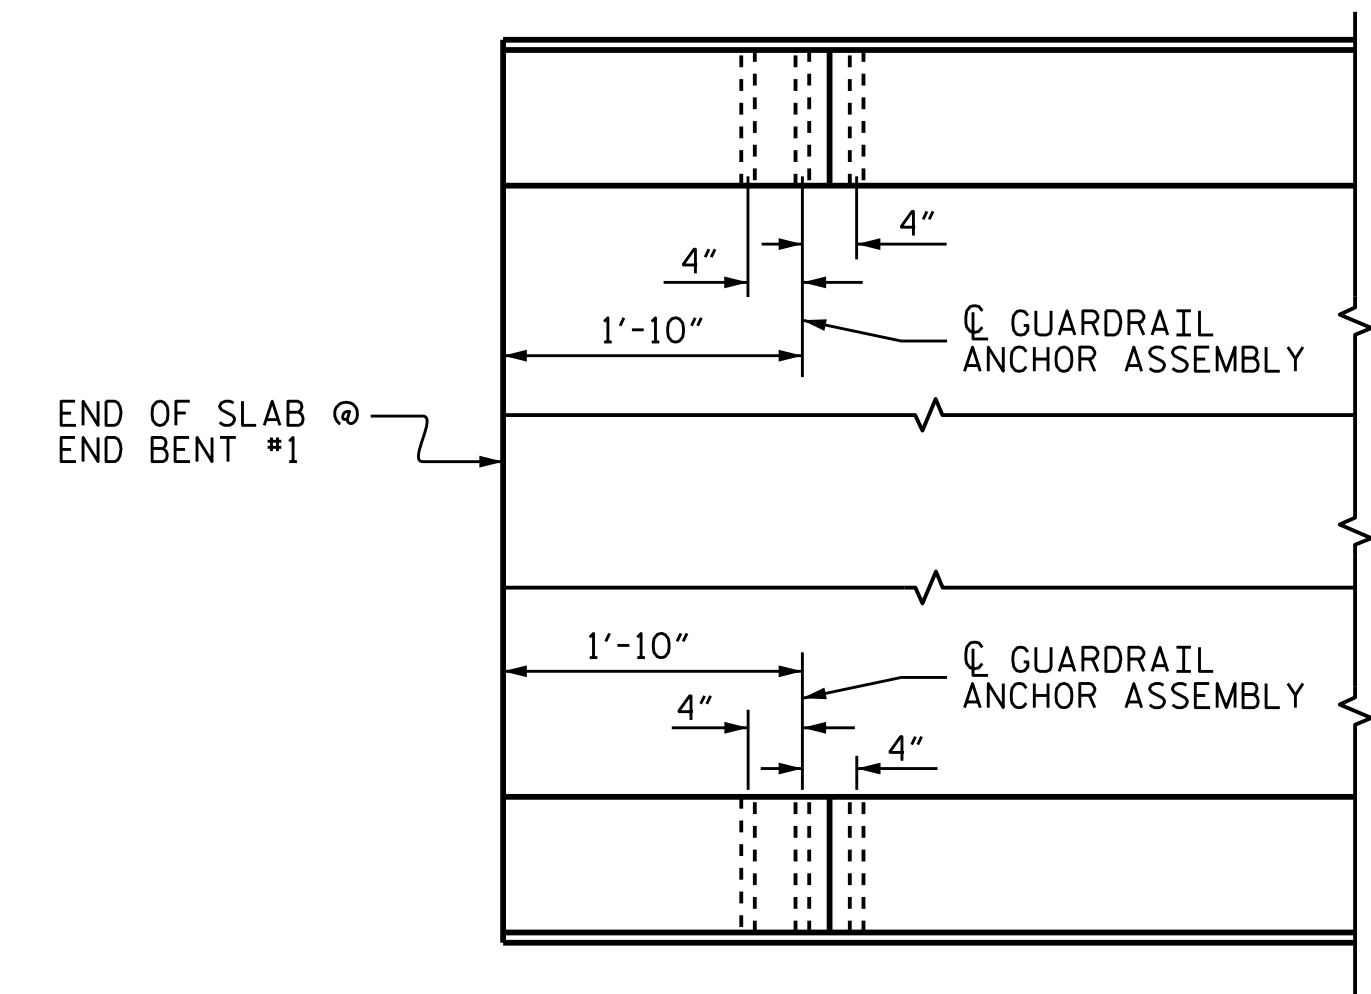 4"
4"
1'-10"
℄ GUARDRAIL
ANCHOR ASSEMBLY
END OF SLAB @
END BENT #1
1'-10"
℄ GUARDRAIL
ANCHOR ASSEMBLY
4"
4"